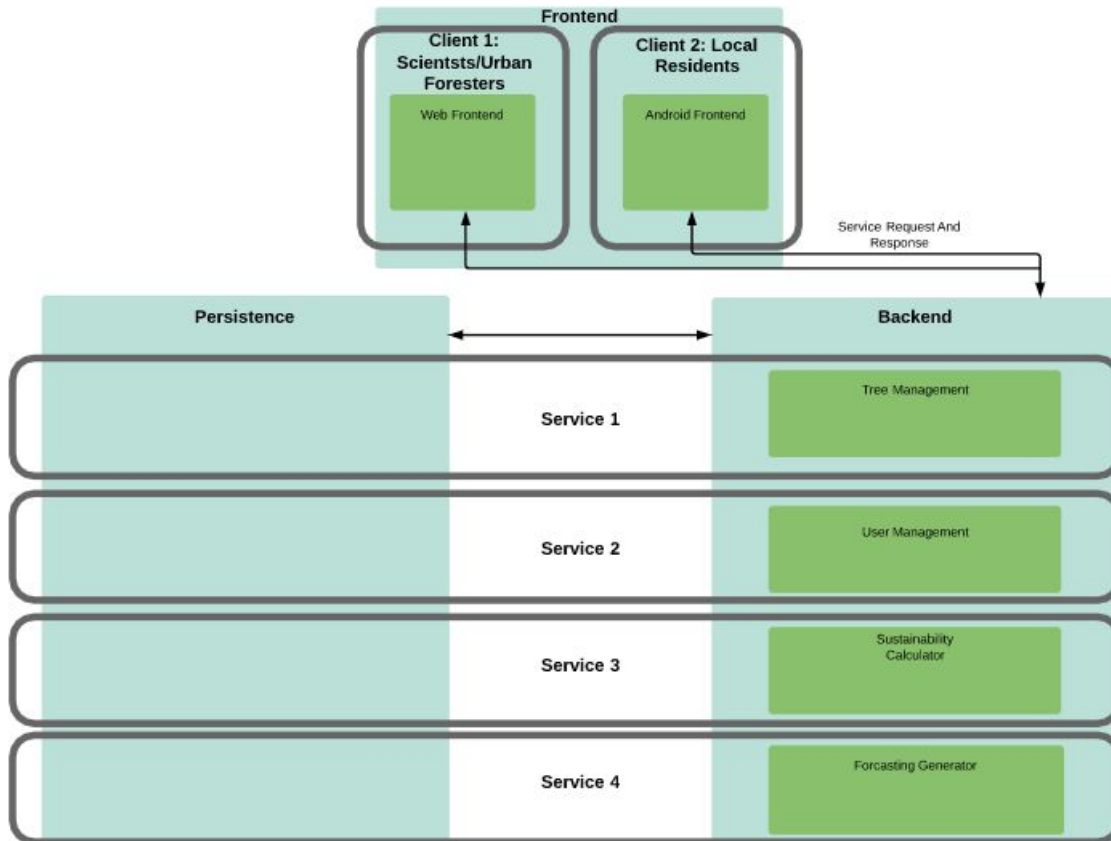 Frontend
Client 1:
Scientsts/Urban
Foresters
Client 2: Local
Residents
Web Frontend
Android Frontend
Service Request And
Response
Persistence
Backend
Service 1
Tree Management
Service 2
User Management
Service 3
Sustainability
Calculator
Service 4
Forcasting Generator